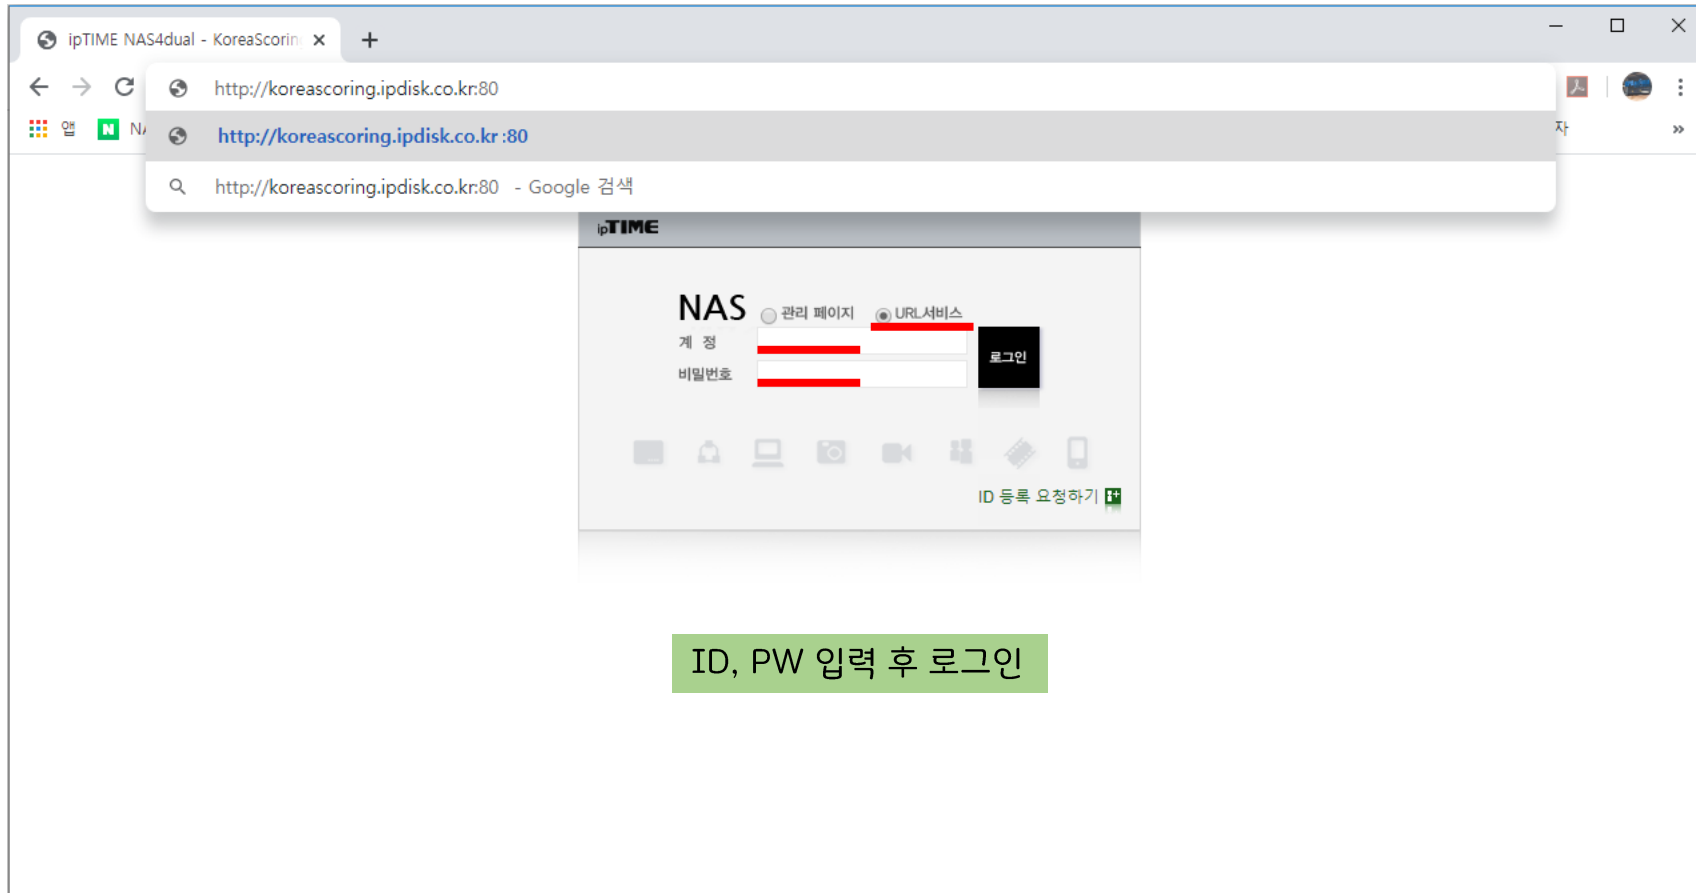 ipTIME NAS4dual - KoreaScorin
http://koreascoring.ipdisk.co.kr:80
앱 N
http://koreascoring.ipdisk.co.kr :80
자 »
http://koreascoring.ipdisk.co.kr:80 - Google 검색
ipTIME
NAS 관리 페이지 URL서비스
계 정
로그인
비밀번호
ID 등록 요청하기
ID, PW 입력 후 로그인